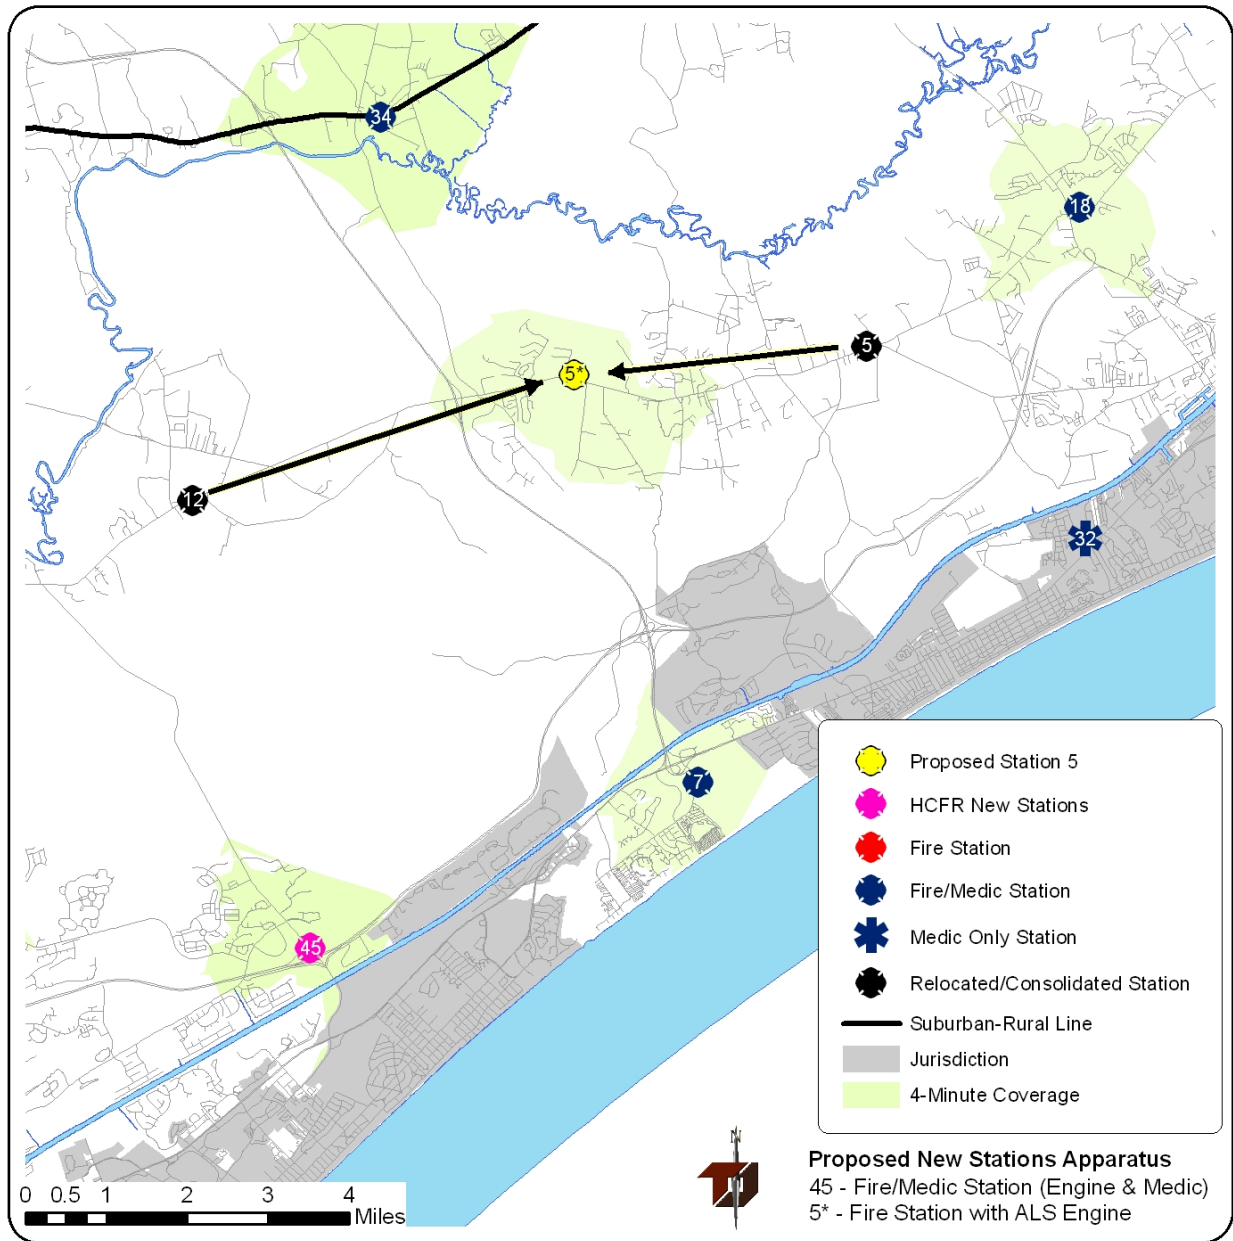 34
18
5
5*
12
32
7
45
Proposed Station 5
HCFR New Stations
Fire Station
Fire/Medic Station
Medic Only Station
Relocated/Consolidated Station
Suburban-Rural Line
Jurisdiction
4-Minute Coverage
N
Proposed New Stations Apparatus
45 - Fire/Medic Station (Engine & Medic)
5* - Fire Station with ALS Engine
0 0.5 1 2 3 4
Miles